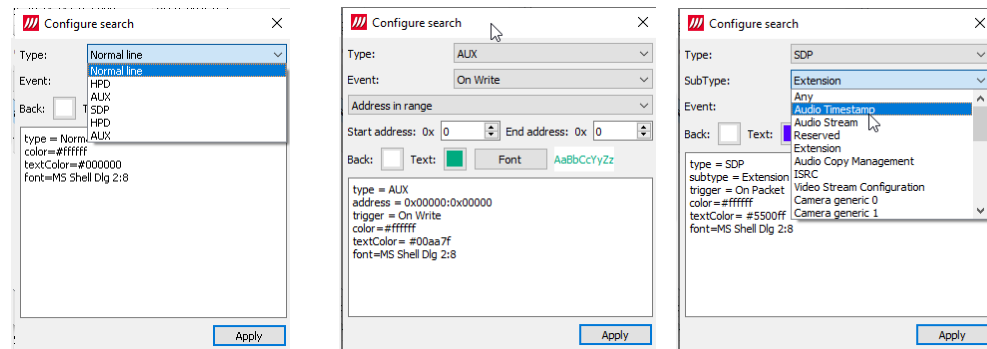 Configure search
Type: Normal line
Normal line
HPD
AUX
SDP
HPD
AUX
Event:
Back:
type = Norm
color=#ffffff
textColor=#000000
font=MS Shell Dlg 2:8
Apply
Configure search
Type: AUX
Event: On Write
Address in range
Start address: 0x 0 End address: 0x 0
Back: Text: Font AaBbCcYyZz
type = AUX
address = 0x00000:0x00000
trigger = On Write
color=#ffffff
textColor= #00aa7f
font=MS Shell Dlg 2:8
Apply
Configure search
Type: SDP
SubType: Extension
Any
Audio Timestamp
Audio Stream
Reserved
Extension
Audio Copy Management
ISRC
Video Stream Configuration
Camera generic 0
Camera generic 1
Event:
Back: Text:
type = SDP
subtype = Extension
trigger = On Packet
color=#ffffff
textColor= #5500ff
font=MS Shell Dlg 2:8
Apply